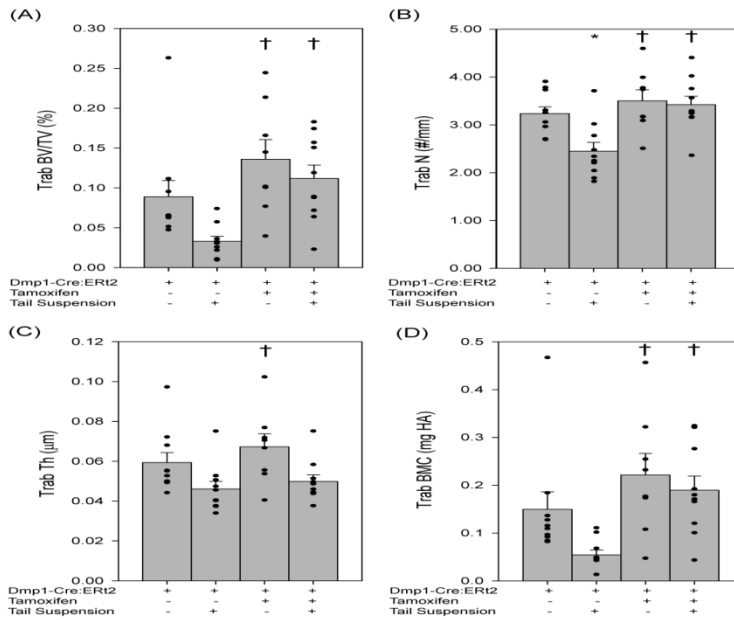 (A)
0.30
0.25
0.20
0.15
0.10
0.05
0.00
Trab BV/TV (%)
† †
Dmp1-Cre:ERt2 + + + +
Tamoxifen - - + +
Tail Suspension - + - +
(B)
5.00
4.00
3.00
2.00
1.00
0.00
Trab N (#/mm)
* † †
Dmp1-Cre:ERt2 + + + +
Tamoxifen - - + +
Tail Suspension - + - +
(C)
0.12
0.10
0.08
0.06
0.04
0.02
0.00
Trab Th (μm)
†
Dmp1-Cre:ERt2 + + + +
Tamoxifen - - + +
Tail Suspension - + - +
(D)
0.5
0.4
0.3
0.2
0.1
0.0
Trab BMC (mg HA)
† †
Dmp1-Cre:ERt2 + + + +
Tamoxifen - - + +
Tail Suspension - + - +